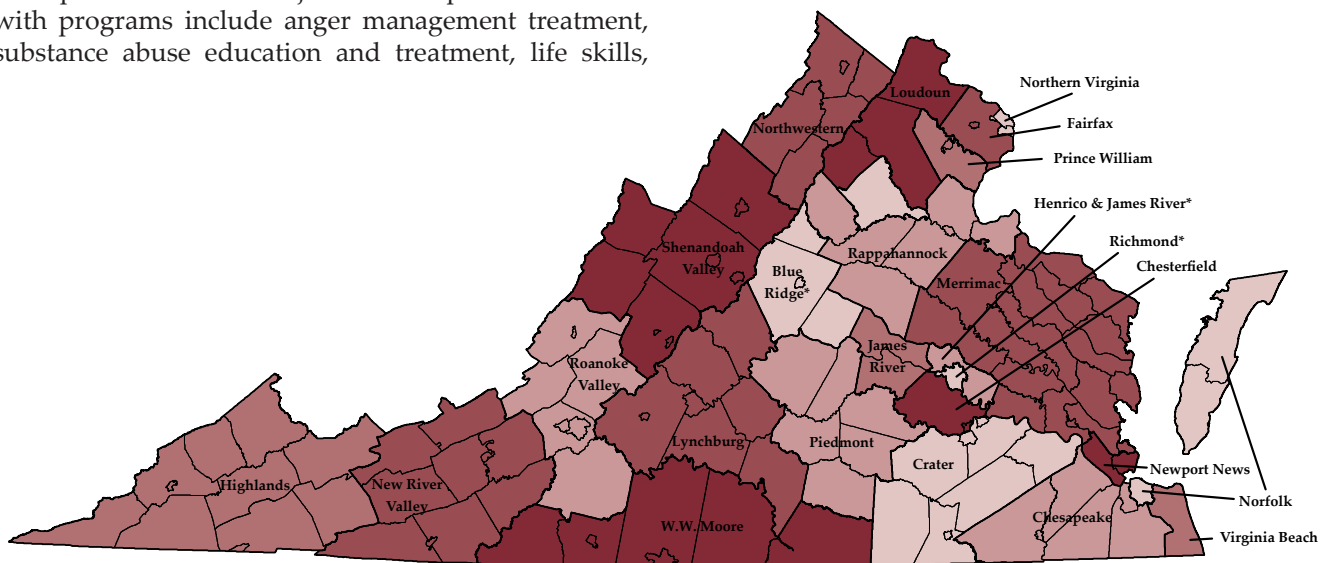 with programs include anger management treatment,
substance abuse education and treatment, life skills,
Loudoun
Northern Virginia
Fairfax
Northwestern
Prince William
Henrico & James River*
Richmond*
Chesterfield
Shenandoah
Valley
Rappahannock
Blue
Ridge*
Merrimac
James
River
Roanoke
Valley
Lynchburg
Piedmont
Crater
Newport News
Highlands
New River
Valley
Norfolk
W.W. Moore
Chesapeake
Virginia Beach